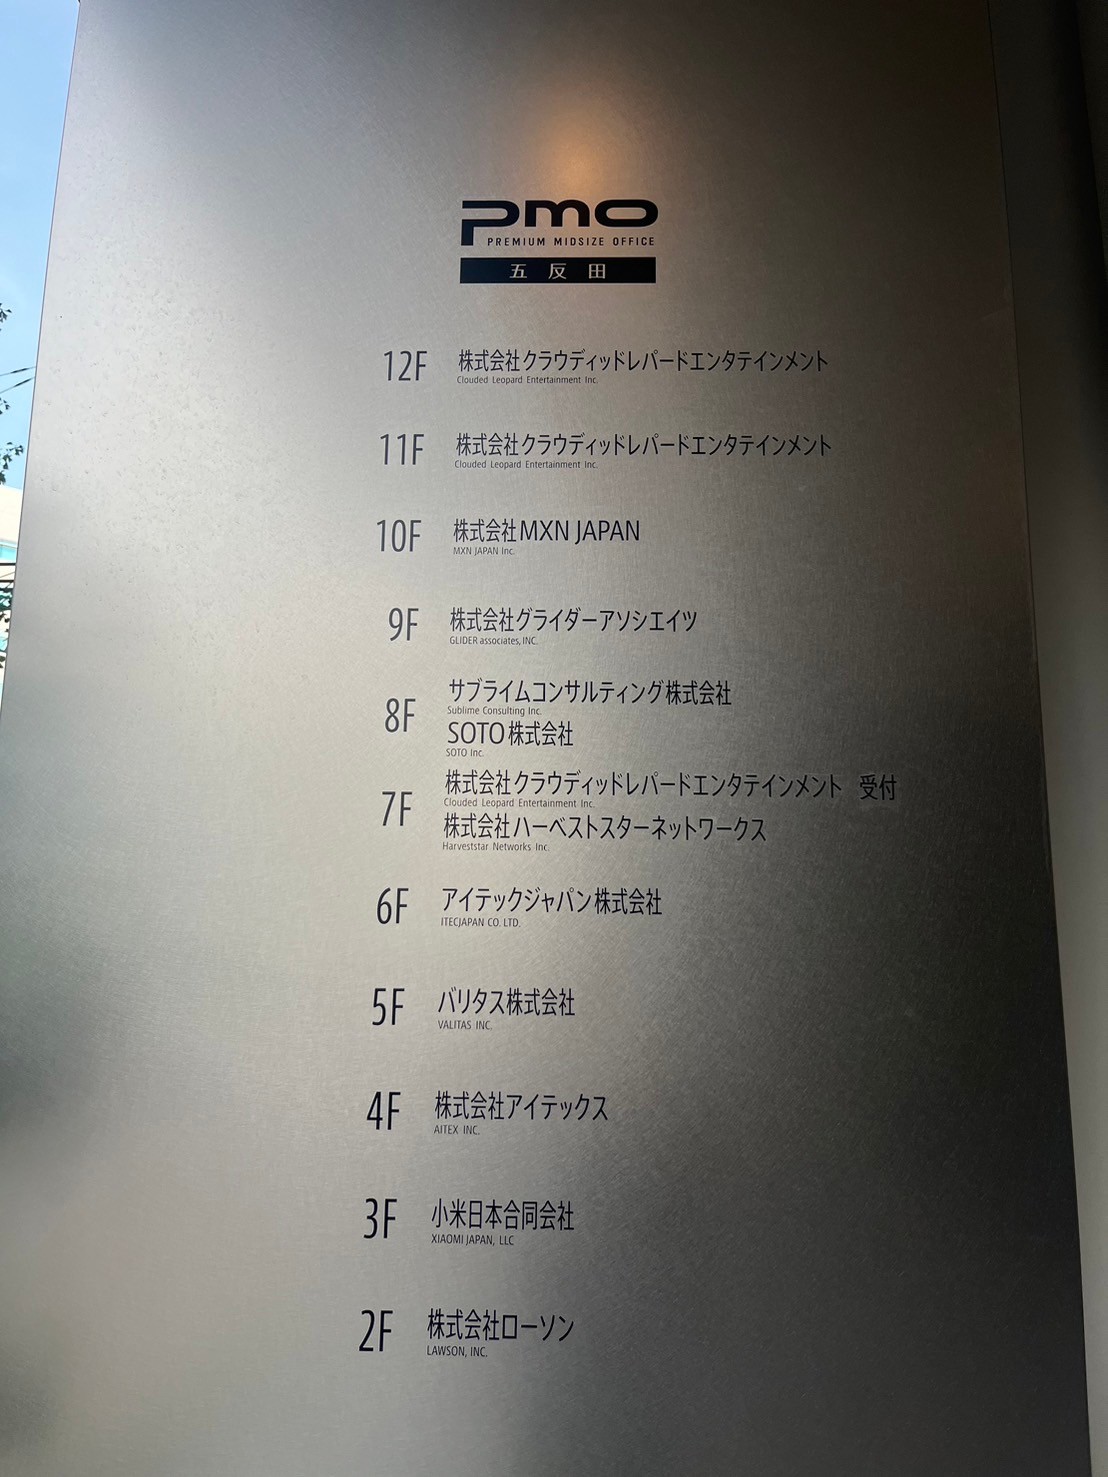 pmo
PREMIUM MIDSIZE OFFICE
五反田
12F 株式会社クラウディッドレパードエンタテインメント
Clouded Leopard Entertainment Inc.
11F 株式会社クラウディッドレパードエンタテインメント
Clouded Leopard Entertainment Inc.
10F 株式会社MXN JAPAN
MXN JAPAN Inc.
9F 株式会社グライダーアソシエイツ
GLIDER associates, INC.
8F サブライムコンサルティング株式会社
Sublime Consulting Inc.
SOTO株式会社
SOTO Inc.
7F 株式会社クラウディッドレパードエンタテインメント 受付
Clouded Leopard Entertainment Inc.
株式会社ハーベストスターネットワークス
Harveststar Networks Inc.
6F アイテックジャパン株式会社
ITECJAPAN CO. LTD.
5F バリタス株式会社
VALITAS INC.
4F 株式会社アイテックス
AITEX INC.
3F 小米日本合同会社
XIAOMI JAPAN, LLC
2F 株式会社ローソン
LAWSON, INC.